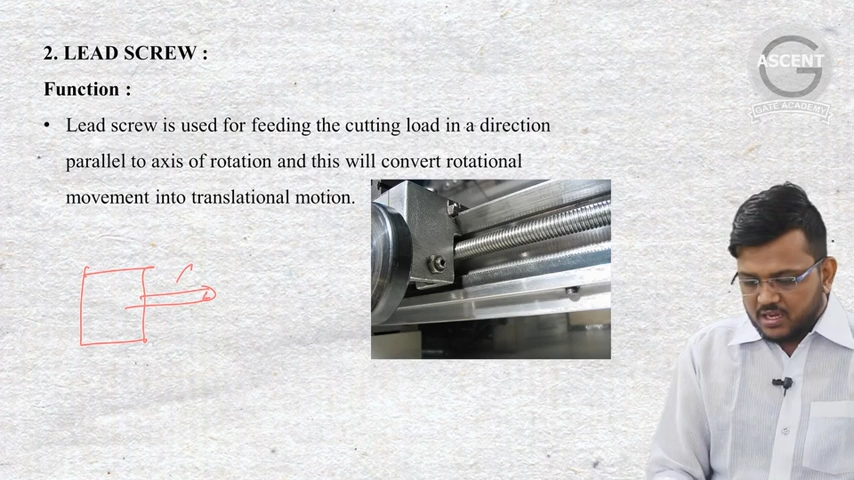 2. LEAD SCREW :
Function :
• Lead screw is used for feeding the cutting load in a direction
parallel to axis of rotation and this will convert rotational
movement into translational motion.
ASCENT
GATE ACADEMY